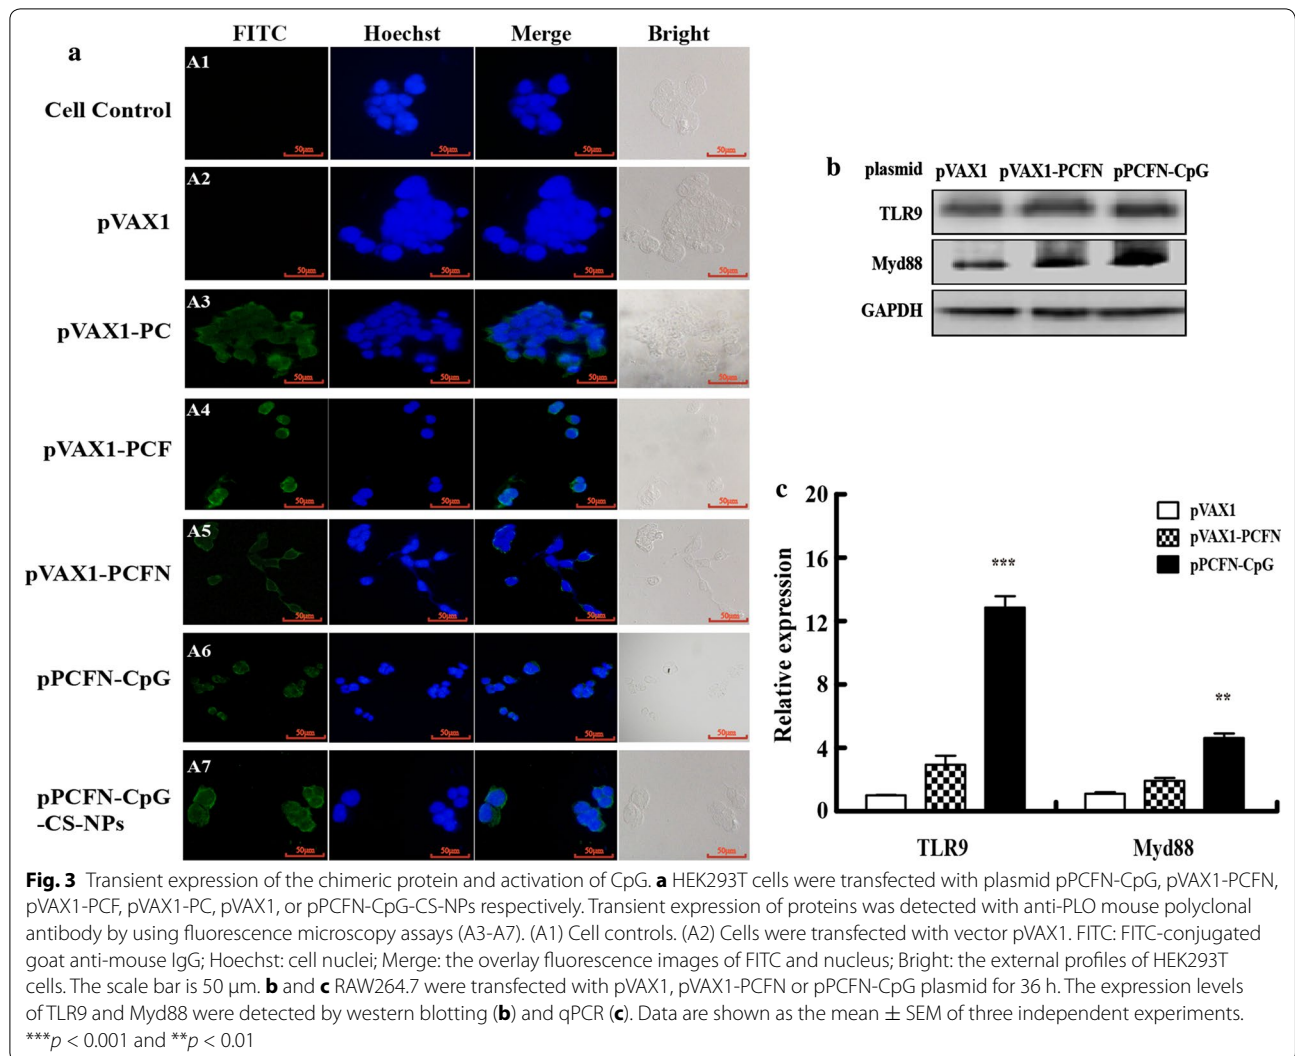 a
FITC Hoechst Merge Bright
Cell Control
A1
50μm 50μm 50μm 50μm
pVAX1
A2
50μm 50μm 50μm 50μm
pVAX1-PC
A3
50μm 50μm 50μm 50μm
pVAX1-PCF
A4
50μm 50μm 50μm 50μm
pVAX1-PCFN
A5
50μm 50μm 50μm 50μm
pPCFN-CpG
A6
50μm 50μm 50μm 50μm
pPCFN-CpG
-CS-NPs
A7
50μm 50μm 50μm 50μm
b
plasmid pVAX1 pVAX1-PCFN pPCFN-CpG
TLR9
Myd88
GAPDH
c
Relative expression
20
16
12
8
4
0
pVAX1
pVAX1-PCFN
pPCFN-CpG
***
**
TLR9 Myd88
Fig. 3 Transient expression of the chimeric protein and activation of CpG. a HEK293T cells were transfected with plasmid pPCFN-CpG, pVAX1-PCFN,
pVAX1-PCF, pVAX1-PC, pVAX1, or pPCFN-CpG-CS-NPs respectively. Transient expression of proteins was detected with anti-PLO mouse polyclonal
antibody by using fluorescence microscopy assays (A3-A7). (A1) Cell controls. (A2) Cells were transfected with vector pVAX1. FITC: FITC-conjugated
goat anti-mouse IgG; Hoechst: cell nuclei; Merge: the overlay fluorescence images of FITC and nucleus; Bright: the external profiles of HEK293T
cells. The scale bar is 50 μm. b and c RAW264.7 were transfected with pVAX1, pVAX1-PCFN or pPCFN-CpG plasmid for 36 h. The expression levels
of TLR9 and Myd88 were detected by western blotting (b) and qPCR (c). Data are shown as the mean ± SEM of three independent experiments.
***p < 0.001 and **p < 0.01